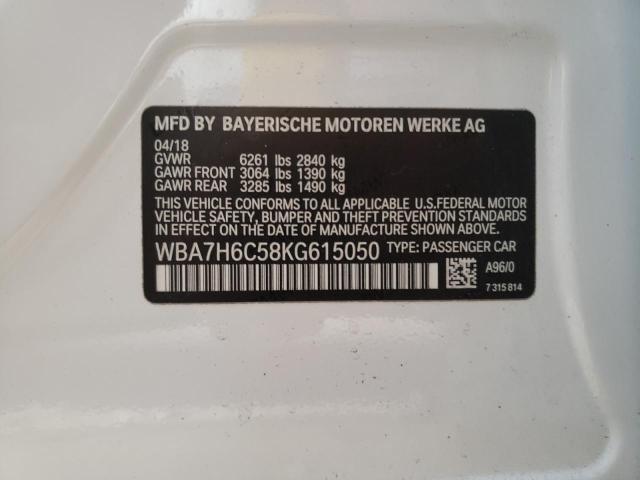 MFD BY BAYERISCHE MOTOREN WERKE AG
04/18
GVWR 6261 lbs 2840 kg
GAWR FRONT 3064 lbs 1390 kg
GAWR REAR 3285 lbs 1490 kg
THIS VEHICLE CONFORMS TO ALL APPLICABLE U.S.FEDERAL MOTOR
VEHICLE SAFETY, BUMPER AND THEFT PREVENTION STANDARDS
IN EFFECT ON THE DATE OF MANUFACTURE SHOWN ABOVE.
WBA7H6C58KG615050 TYPE: PASSENGER CAR
A96/0
7 315 814